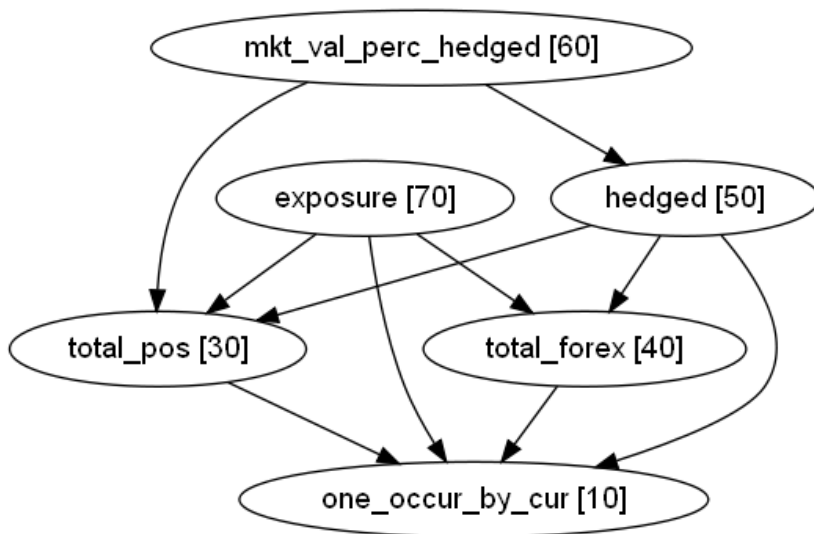 mkt_val_perc_hedged [60]
exposure [70]
hedged [50]
total_pos [30]
total_forex [40]
one_occur_by_cur [10]